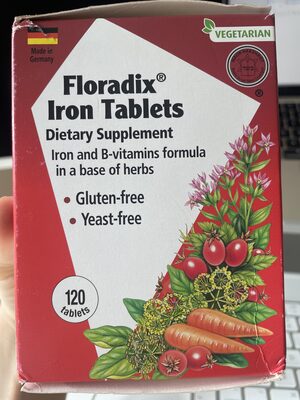 VEGETARIAN
Made in
Germany
Floradix®
Iron Tablets
Dietary Supplement
Iron and B-vitamins formula
in a base of herbs
• Gluten-free
• Yeast-free
®
120
tablets